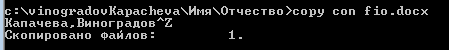 c:\vinogradovKapacheva\Имя\Отчество>copy con fio.docx
Капачева,Виноградов^Z
Скопировано файлов: 1.